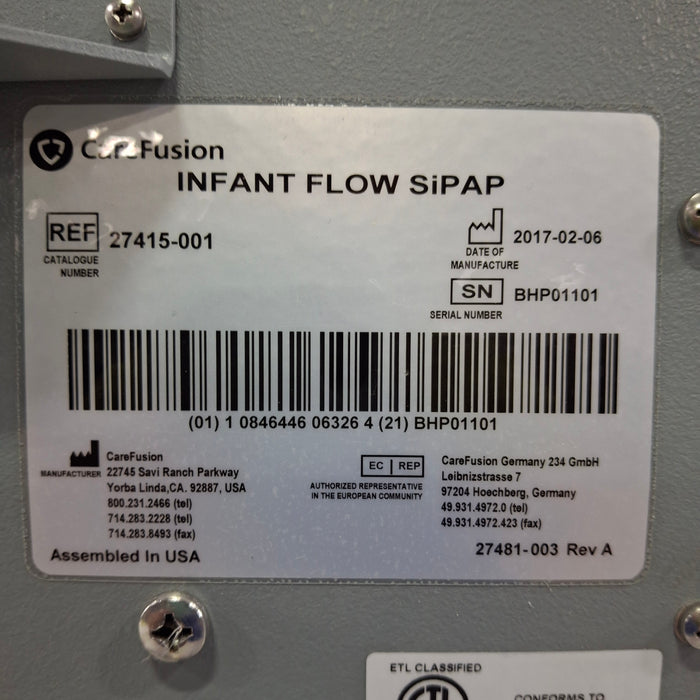 CareFusion
INFANT FLOW SiPAP
REF 27415-001
CATALOGUE
NUMBER
2017-02-06
DATE OF
MANUFACTURE
SN BHP01101
SERIAL NUMBER
(01) 1 0846446 06326 4 (21) BHP01101
MANUFACTURER
CareFusion
22745 Savi Ranch Parkway
Yorba Linda,CA. 92887, USA
800.231.2466 (tel)
714.283.2228 (tel)
714.283.8493 (fax)
EC REP
AUTHORIZED REPRESENTATIVE
IN THE EUROPEAN COMMUNITY
CareFusion Germany 234 GmbH
Leibnizstrasse 7
97204 Hoechberg, Germany
49.931.4972.0 (tel)
49.931.4972.423 (fax)
Assembled In USA
27481-003 Rev A
ETL CLASSIFIED
ETL
CONFORMS TO